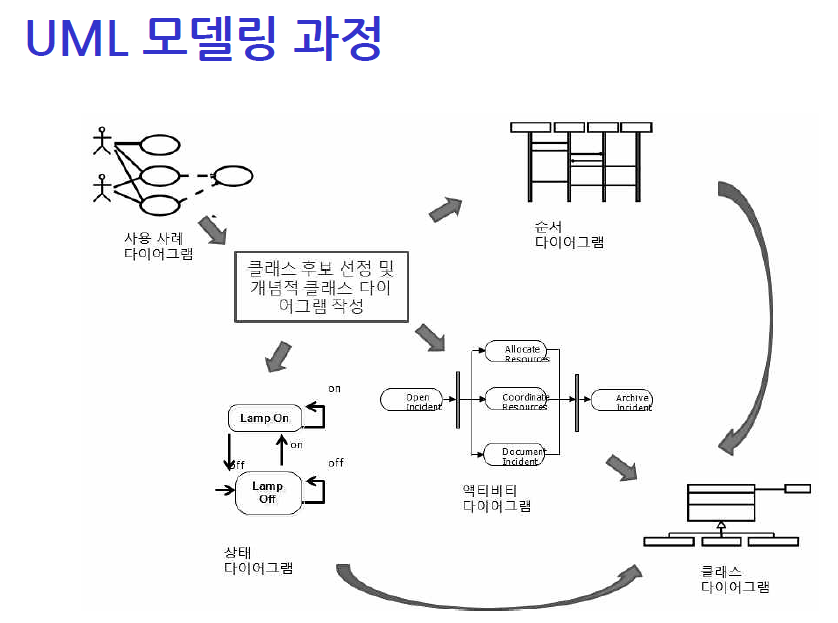 UML 모델링 과정
사용 사례
다이어그램
순서
다이어그램
클래스 후보 선정 및
개념적 클래스 다이
어그램 작성
on
Lamp On
on
off
off
Lamp
Off
상태
다이어그램
Open
Incident
Allocate
Resources
Coordinate
Resources
Document
Incident
Archive
Incident
액티비티
다이어그램
클래스
다이어그램